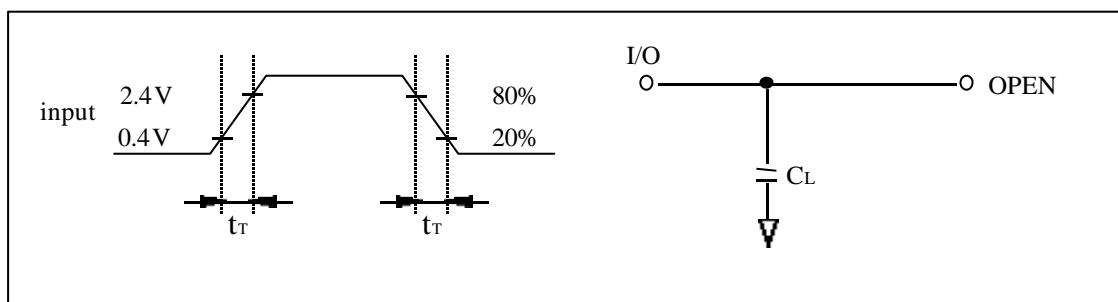 I/O
2.4V
80%
OPEN
input
0.4V
20%
CL
tT
tT